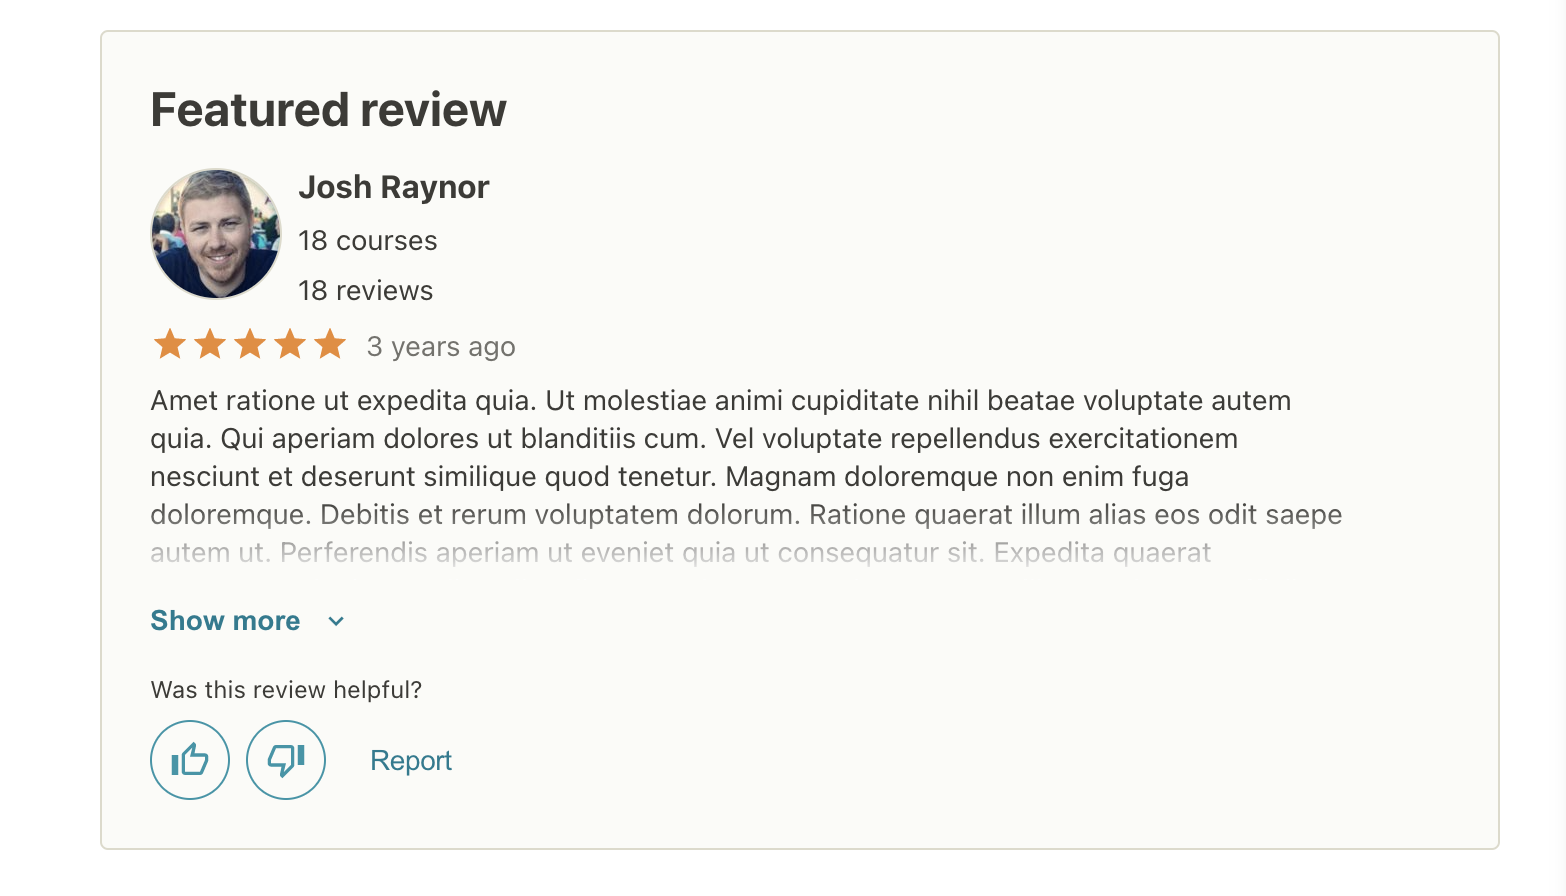 Featured review
Josh Raynor
18 courses
18 reviews
3 years ago
Amet ratione ut expedita quia. Ut molestiae animi cupiditate nihil beatae voluptate autem
quia. Qui aperiam dolores ut blanditiis cum. Vel voluptate repellendus exercitationem
nesciunt et deserunt similique quod tenetur. Magnam doloremque non enim fuga
doloremque. Debitis et rerum voluptatem dolorum. Ratione quaerat illum alias eos odit saepe
autem ut. Perferendis aperiam ut eveniet quia ut consequatur sit. Expedita quaerat
Show more
Was this review helpful?
Report